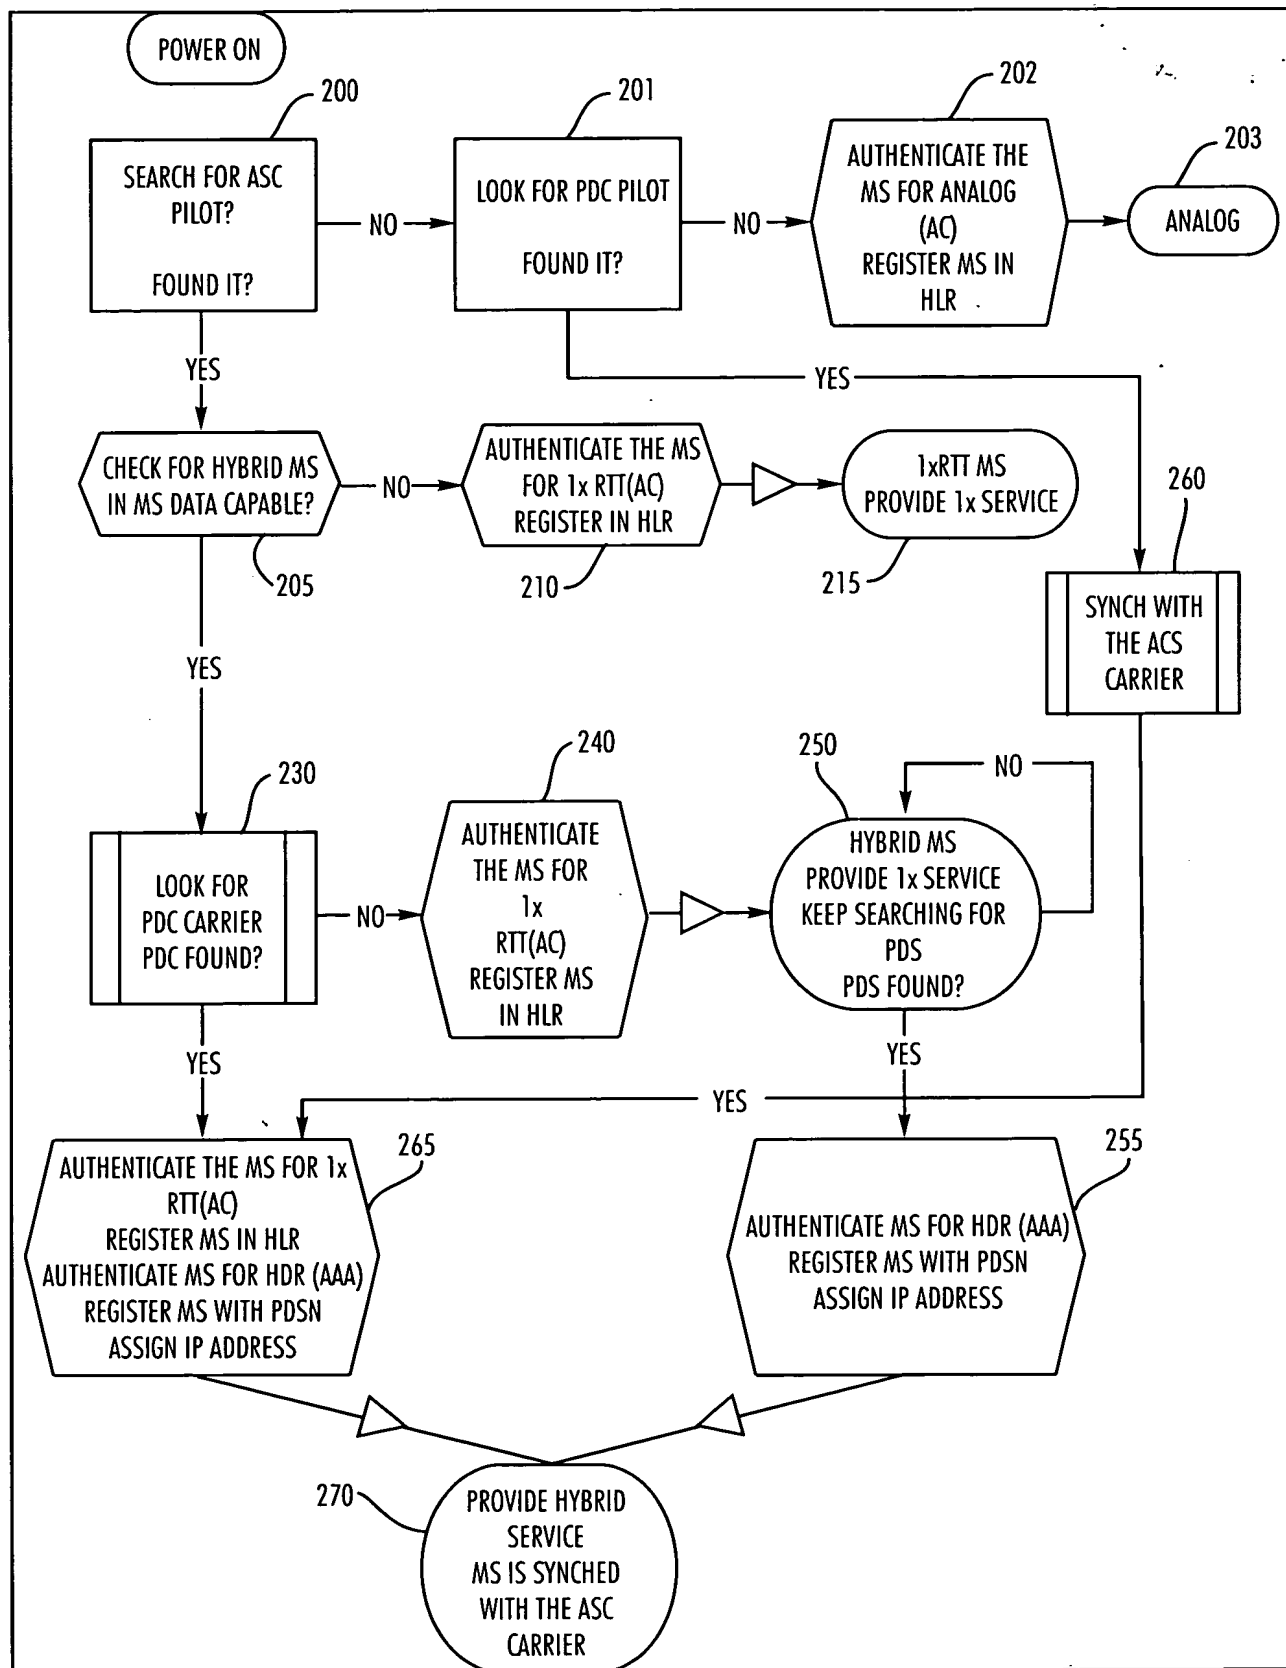 POWER ON
200
201
202
203
SEARCH FOR ASC
PILOT?
FOUND IT?
NO
LOOK FOR PDC PILOT
FOUND IT?
NO
AUTHENTICATE THE
MS FOR ANALOG
(AC)
REGISTER MS IN
HLR
ANALOG
YES
YES
CHECK FOR HYBRID MS
IN MS DATA CAPABLE?
205
NO
AUTHENTICATE THE MS
FOR 1x RTT(AC)
REGISTER IN HLR
210
1xRTT MS
PROVIDE 1x SERVICE
215
260
SYNCH WITH
THE ACS
CARRIER
YES
230
LOOK FOR
PDC CARRIER
PDC FOUND?
NO
240
AUTHENTICATE
THE MS FOR
1x
RTT(AC)
REGISTER MS
IN HLR
250
NO
HYBRID MS
PROVIDE 1x SERVICE
KEEP SEARCHING FOR
PDS
PDS FOUND?
YES
YES
YES
265
AUTHENTICATE THE MS FOR 1x
RTT(AC)
REGISTER MS IN HLR
AUTHENTICATE MS FOR HDR (AAA)
REGISTER MS WITH PDSN
ASSIGN IP ADDRESS
255
AUTHENTICATE MS FOR HDR (AAA)
REGISTER MS WITH PDSN
ASSIGN IP ADDRESS
270
PROVIDE HYBRID
SERVICE
MS IS SYNCHED
WITH THE ASC
CARRIER